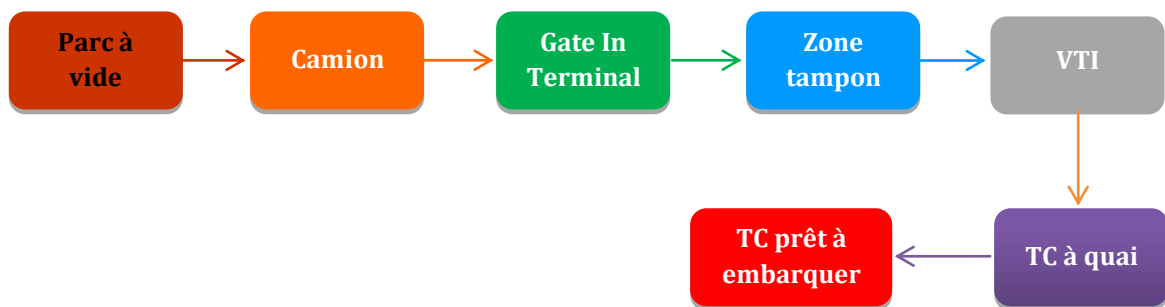 Parc à
vide
Camion
Gate In
Terminal
Zone
tampon
VTI
TC à quai
TC prêt à
embarquer